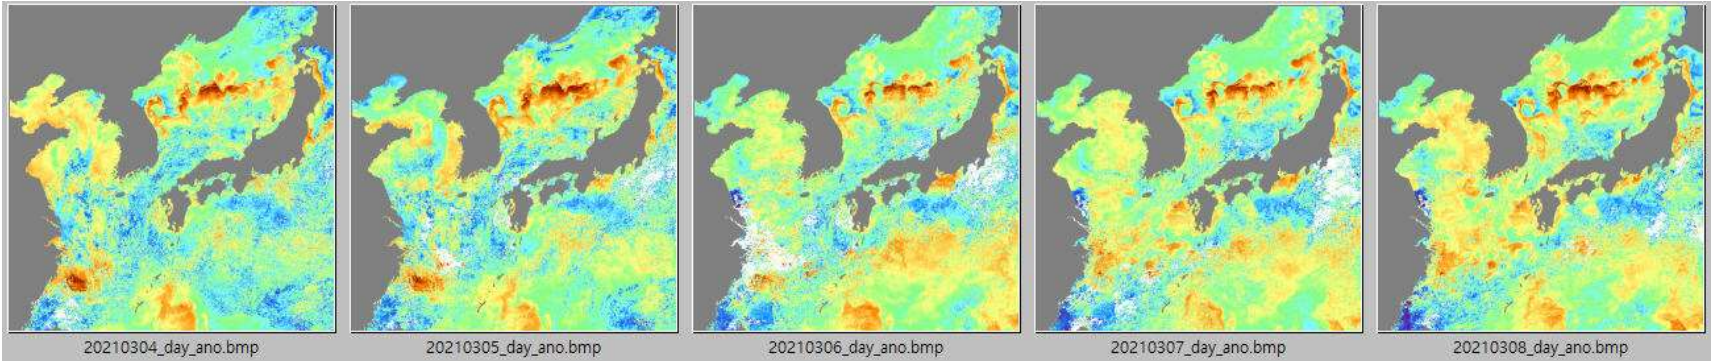 20210304_day_ano.bmp
20210305_day_ano.bmp
20210306_day_ano.bmp
20210307_day_ano.bmp
20210308_day_ano.bmp